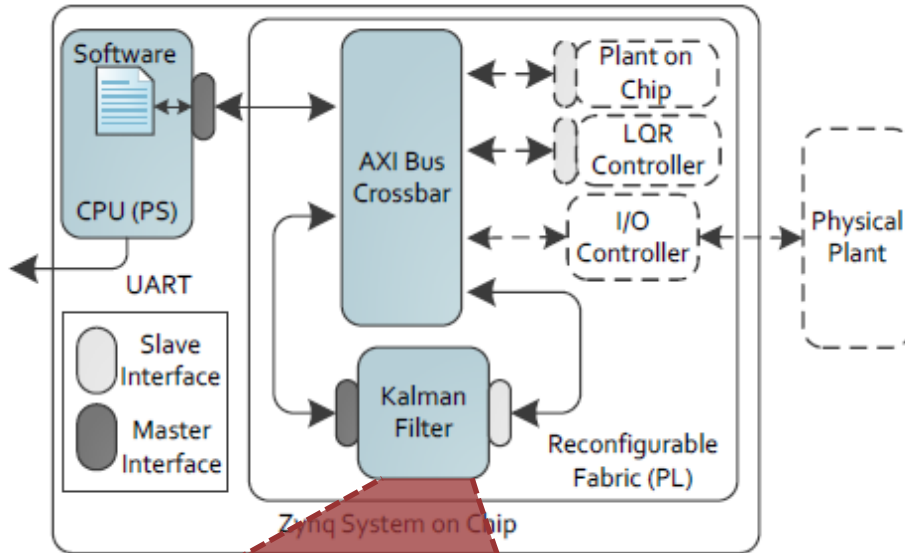 Software
CPU (PS)
UART
Slave
Interface
Master
Interface
AXI Bus
Crossbar
Plant on
Chip
LQR
Controller
I/O
Controller
Physical
Plant
Kalman
Filter
Reconfigurable
Fabric (PL)
Zynq System on Chip